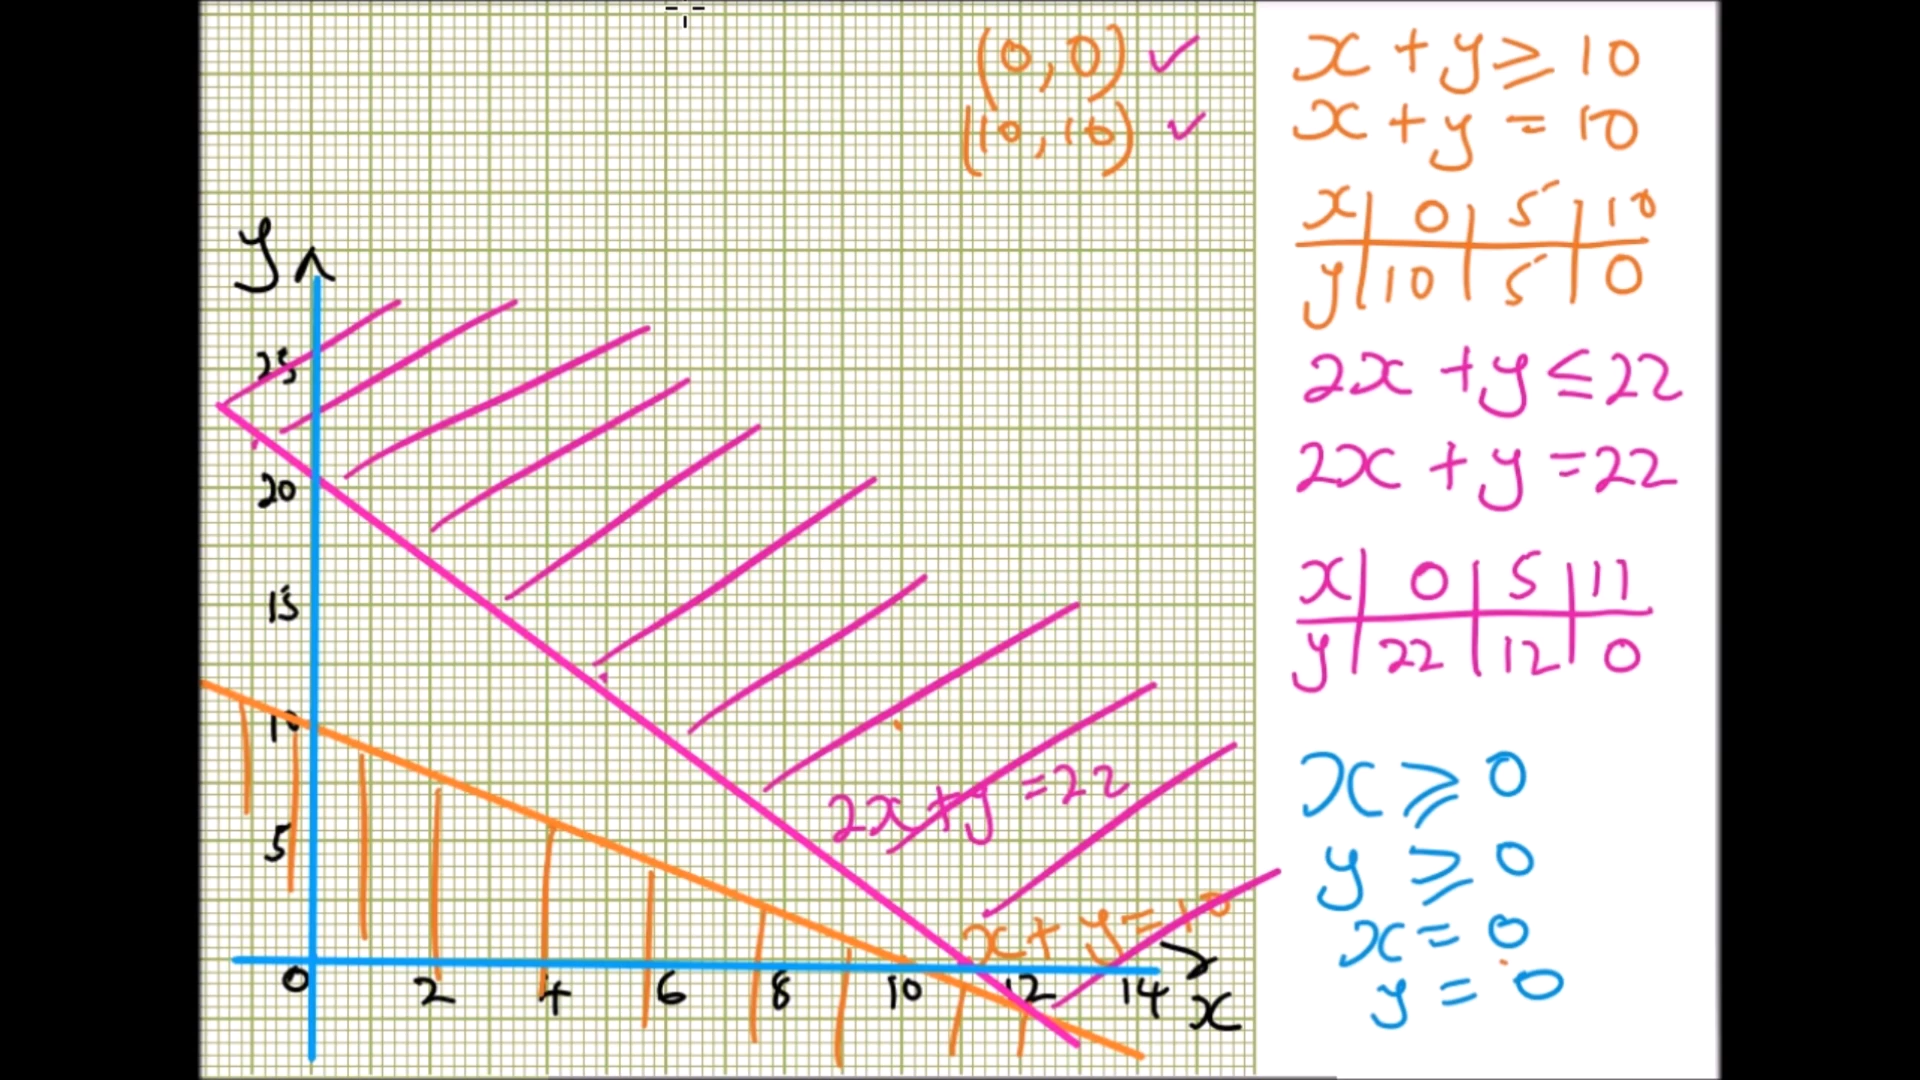 (0, 0) ✓
(10, 10) ✓
y
25
20
15
10
5
0 2 4 6 8 10 12 14
x
2x + y = 22
x + y = 10
x + y ≥ 10
x + y = 10
x | 0 | 5 | 10
y | 10 | 5 | 0
2x + y ≤ 22
2x + y = 22
x | 0 | 5 | 11
y | 22 | 12 | 0
x ≥ 0
y ≥ 0
x = 0
y = 0